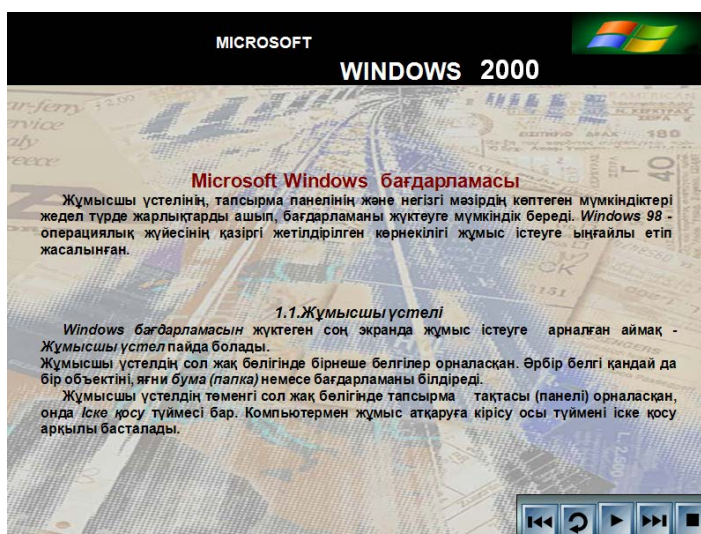 MICROSOFT
WINDOWS 2000
Microsoft Windows бағдарламасы
Жұмысшы үстелінің, тапсырма панелінің және негізгі мәзірдің көптеген мүмкіндіктері
жедел түрде жарлықтарды ашып, бағдарламаны жүктеуге мүмкіндік береді. Windows 98 -
операциялық жүйесінің қазіргі жетілдірілген көрнекілігі жұмыс істеуге ыңғайлы етіп
жасалынған.
1.1.Жұмысшы үстелі
Windows бағдарламасын жүктеген соң экранда жұмыс істеуге арналған аймақ -
Жұмысшы үстел пайда болады.
Жұмысшы үстелдің сол жақ бөлігінде бірнеше белгілер орналасқан. Әрбір белгі қандай да
бір объектіні, яғни бума (папка) немесе бағдарламаны білдіреді.
Жұмысшы үстелдің төменгі сол жақ бөлігінде тапсырма тақтасы (панелі) орналасқан,
онда Іске қосу түймесі бар. Компьютермен жұмыс атқаруға кірісу осы түймені іске қосу
арқылы басталады.